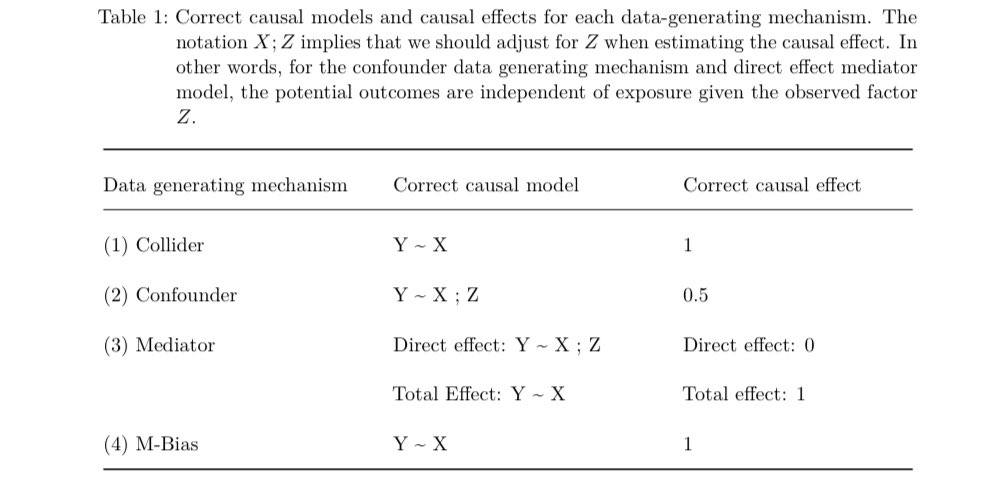 Table 1: Correct causal models and causal effects for each data-generating mechanism. The
notation X; Z implies that we should adjust for Z when estimating the causal effect. In
other words, for the confounder data generating mechanism and direct effect mediator
model, the potential outcomes are independent of exposure given the observed factor
Z.
Data generating mechanism Correct causal model Correct causal effect
(1) Collider Y ~ X 1
(2) Confounder Y ~ X ; Z 0.5
(3) Mediator Direct effect: Y ~ X ; Z Direct effect: 0
Total Effect: Y ~ X Total effect: 1
(4) M-Bias Y ~ X 1